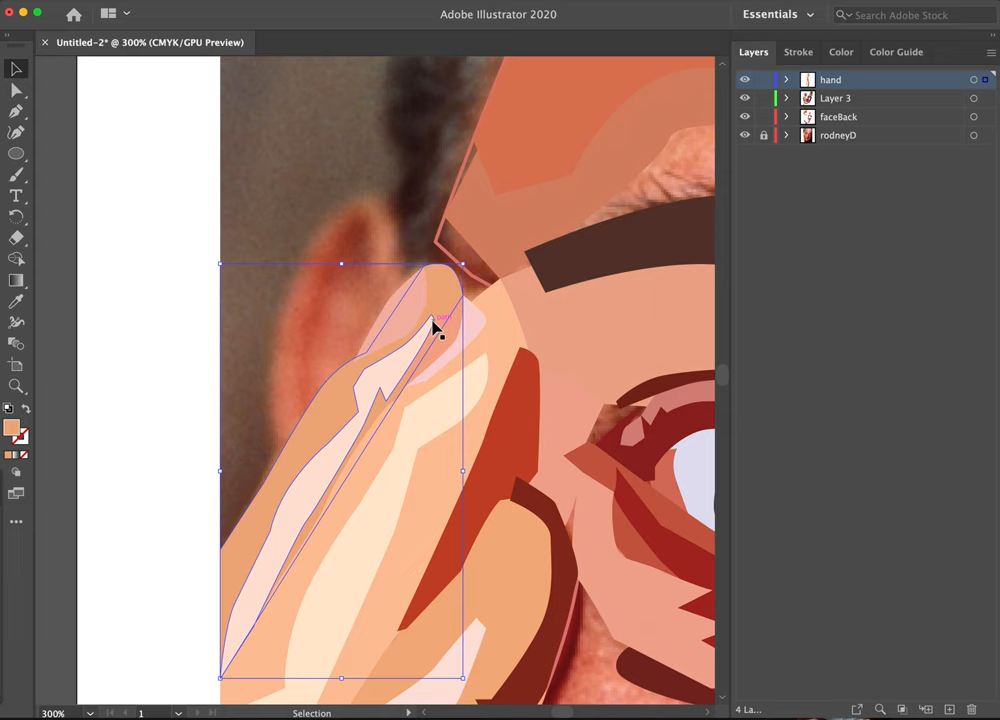 Adobe Illustrator 2020
Essentials
Search Adobe Stock
Untitled-2* @ 300% (CMYK/GPU Preview)
Layers Stroke Color Color Guide
hand
Layer 3
faceBack
rodneyD
path
300% 1 Selection
4 La...